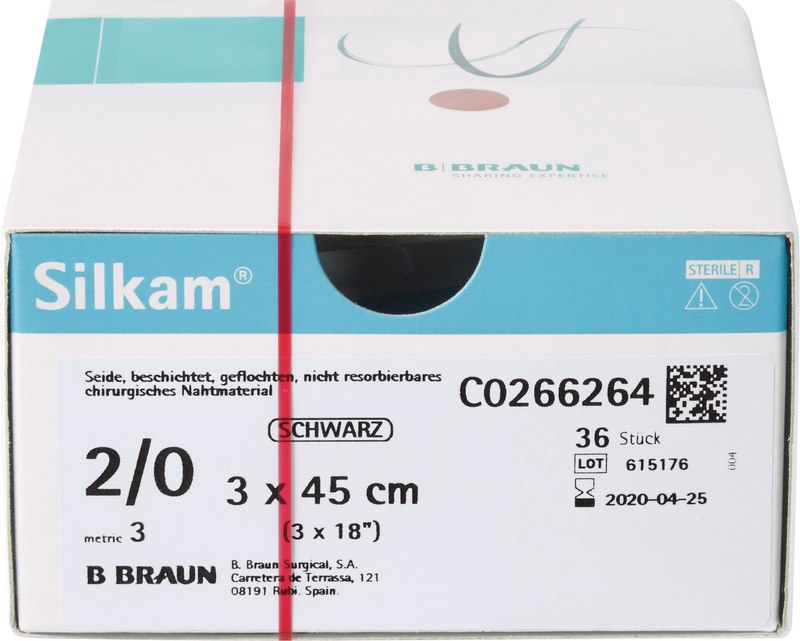 B|BRAUN
SHARING EXPERTISE
Silkam®
STERILE R
Seide, beschichtet, geflochten, nicht resorbierbares
chirurgisches Nahtmaterial
C0266264
SCHWARZ
36 Stück
2/0
3 x 45 cm
LOT 615176
004
2020-04-25
metric 3
(3 x 18")
B BRAUN
B. Braun Surgical, S.A.
Carretera de Terrassa, 121
08191 Rubi. Spain.